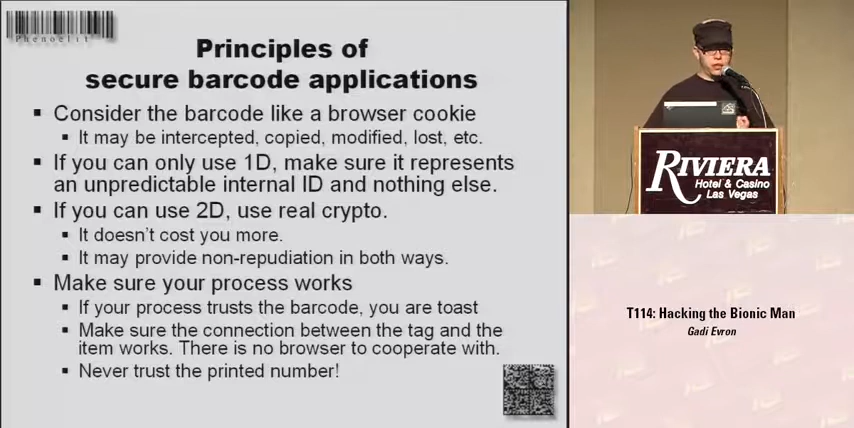 Phenoelit
Principles of
secure barcode applications
Consider the barcode like a browser cookie
It may be intercepted, copied, modified, lost, etc.
If you can only use 1D, make sure it represents
an unpredictable internal ID and nothing else.
If you can use 2D, use real crypto.
It doesn't cost you more.
It may provide non-repudiation in both ways.
Make sure your process works
If your process trusts the barcode, you are toast
Make sure the connection between the tag and the
item works. There is no browser to cooperate with.
Never trust the printed number!
RIVIERA
Hotel & Casino
Las Vegas
T114: Hacking the Bionic Man
Gadi Evron